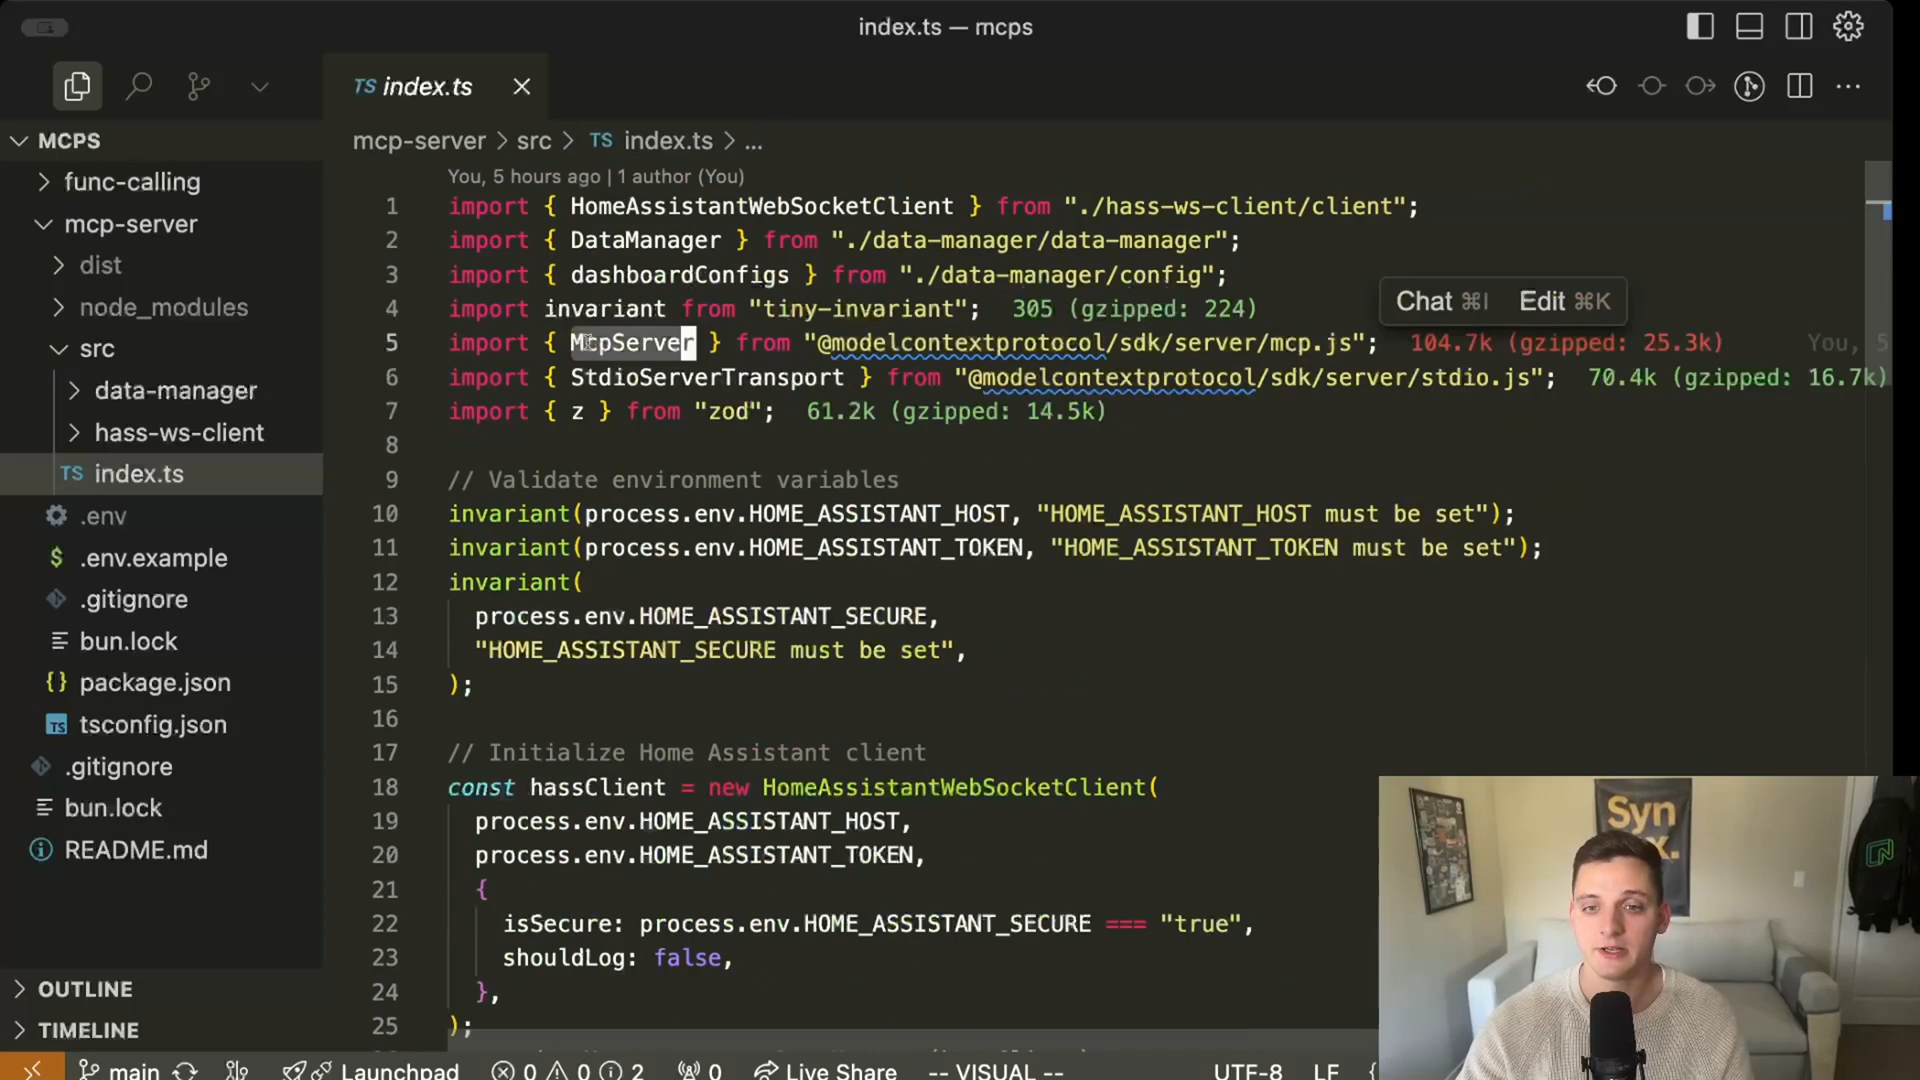 index.ts — mcps
TS index.ts
MCPS
func-calling
mcp-server
dist
node_modules
src
data-manager
hass-ws-client
TS index.ts
.env
$ .env.example
.gitignore
bun.lock
{} package.json
TS tsconfig.json
.gitignore
bun.lock
README.md
OUTLINE
TIMELINE
mcp-server > src > TS index.ts > ...
You, 5 hours ago | 1 author (You)
1 import { HomeAssistantWebSocketClient } from "./hass-ws-client/client";
2 import { DataManager } from "./data-manager/data-manager";
3 import { dashboardConfigs } from "./data-manager/config";
4 import invariant from "tiny-invariant"; 305 (gzipped: 224)
Chat ⌘I Edit ⌘K
5 import { McpServer } from "@modelcontextprotocol/sdk/server/mcp.js"; 104.7k (gzipped: 25.3k) You, 5
6 import { StdioServerTransport } from "@modelcontextprotocol/sdk/server/stdio.js"; 70.4k (gzipped: 16.7k)
7 import { z } from "zod"; 61.2k (gzipped: 14.5k)
8
9 // Validate environment variables
10 invariant(process.env.HOME_ASSISTANT_HOST, "HOME_ASSISTANT_HOST must be set");
11 invariant(process.env.HOME_ASSISTANT_TOKEN, "HOME_ASSISTANT_TOKEN must be set");
12 invariant(
13 process.env.HOME_ASSISTANT_SECURE,
14 "HOME_ASSISTANT_SECURE must be set",
15 );
16
17 // Initialize Home Assistant client
18 const hassClient = new HomeAssistantWebSocketClient(
19 process.env.HOME_ASSISTANT_HOST,
20 process.env.HOME_ASSISTANT_TOKEN,
21 {
22 isSecure: process.env.HOME_ASSISTANT_SECURE === "true",
23 shouldLog: false,
24 },
25 );
Syn
x.
main Launchpad 0 0 2 0 Live Share -- VISUAL -- UTF-8 LF {